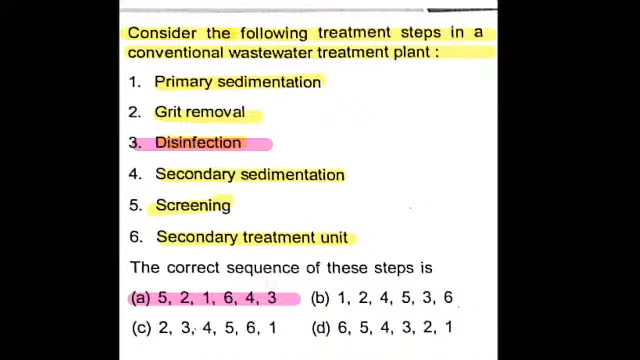 Consider the following treatment steps in a
conventional wastewater treatment plant :
1. Primary sedimentation
2. Grit removal
3. Disinfection
4. Secondary sedimentation
5. Screening
6. Secondary treatment unit
The correct sequence of these steps is
(a) 5, 2, 1, 6, 4, 3 (b) 1, 2, 4, 5, 3, 6
(c) 2, 3, 4, 5, 6, 1 (d) 6, 5, 4, 3, 2, 1